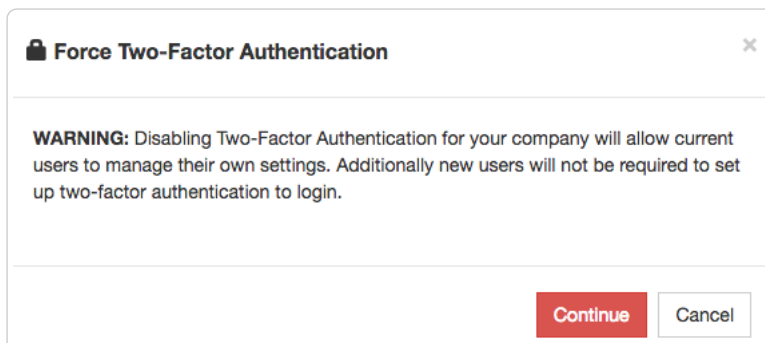 Force Two-Factor Authentication
×
WARNING: Disabling Two-Factor Authentication for your company will allow current
users to manage their own settings. Additionally new users will not be required to set
up two-factor authentication to login.
Continue Cancel